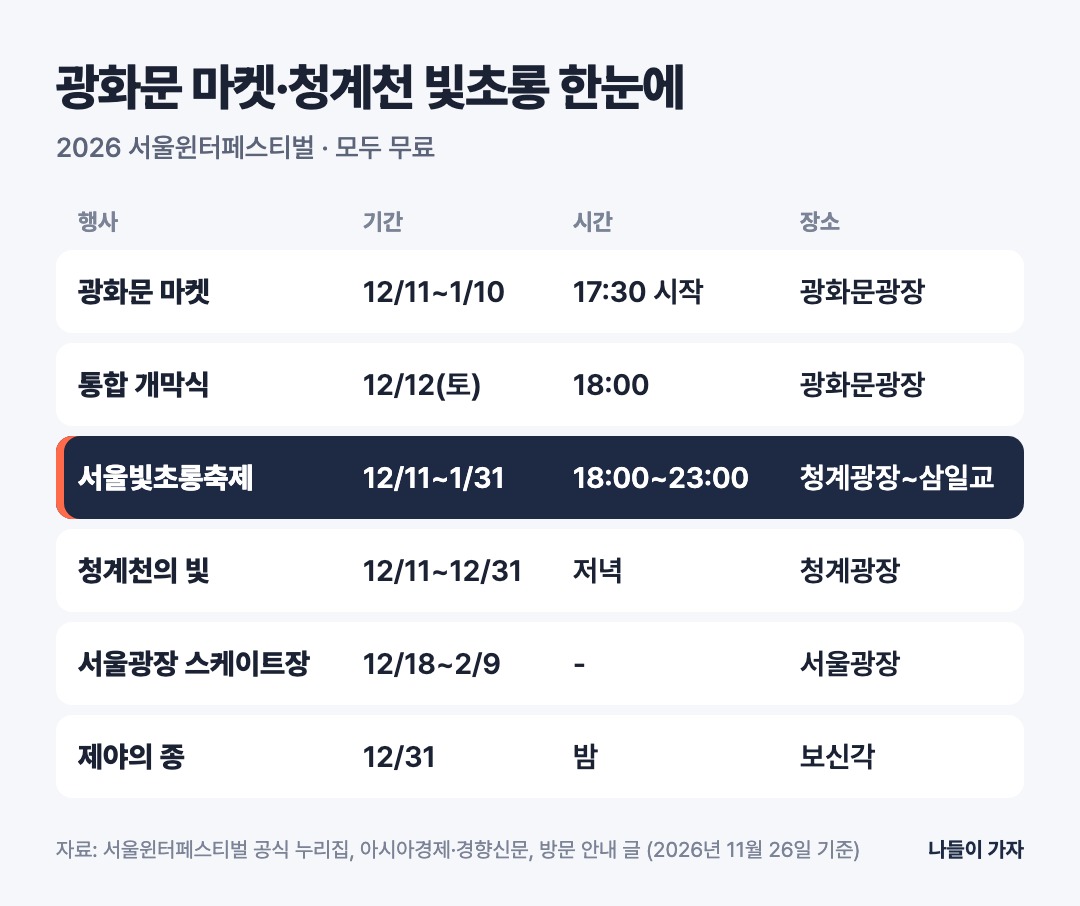 광화문 마켓·청계천 빛초롱 한눈에
2026 서울윈터페스티벌 · 모두 무료
행사 기간 시간 장소
광화문 마켓 12/11~1/10 17:30 시작 광화문광장
통합 개막식 12/12(토) 18:00 광화문광장
서울빛초롱축제 12/11~1/31 18:00~23:00 청계광장~삼일교
청계천의 빛 12/11~12/31 저녁 청계광장
서울광장 스케이트장 12/18~2/9 - 서울광장
제야의 종 12/31 밤 보신각
자료: 서울윈터페스티벌 공식 누리집, 아시아경제·경향신문, 방문 안내 글 (2026년 11월 26일 기준) 나들이 가자